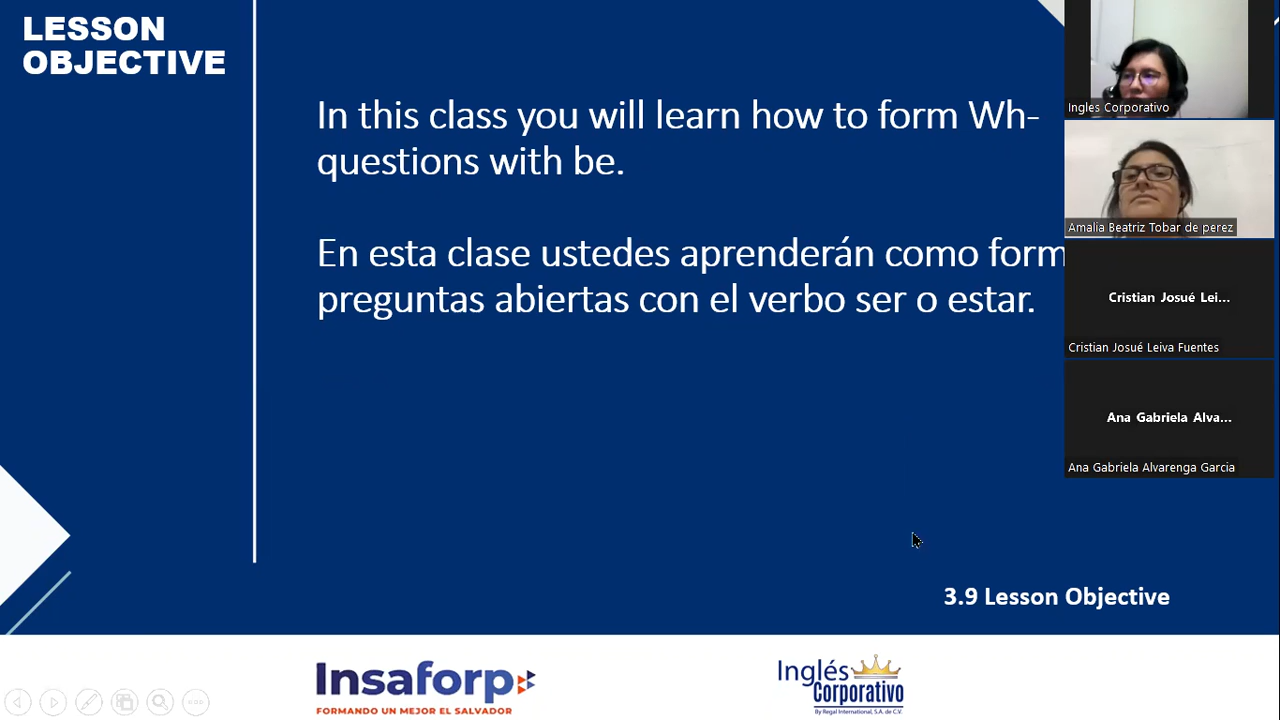 LESSON
OBJECTIVE
In this class you will learn how to form Wh-
questions with be.
En esta clase ustedes aprenderán como form
preguntas abiertas con el verbo ser o estar.
3.9 Lesson Objective
Insaforp
FORMANDO UN MEJOR EL SALVADOR
Inglés
Corporativo
By Regal International, S.A. de C.V.
Ingles Corporativo
Amalia Beatriz Tobar de perez
Cristian Josué Lei...
Cristian Josué Leiva Fuentes
Ana Gabriela Alva...
Ana Gabriela Alvarenga Garcia